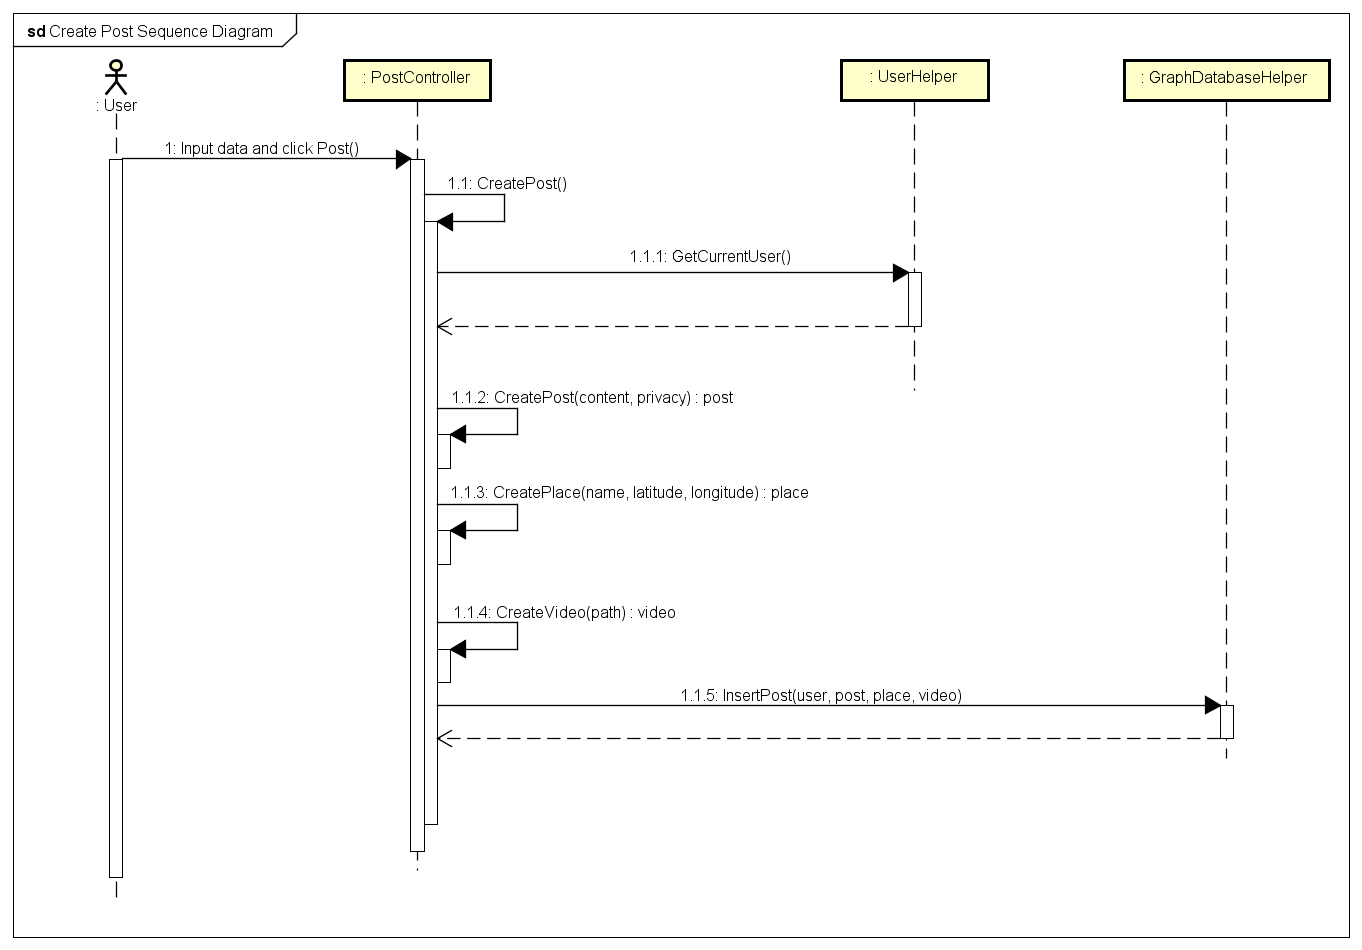 sd Create Post Sequence Diagram
: User
: PostController
: UserHelper
: GraphDatabaseHelper
1: Input data and click Post()
1.1: CreatePost()
1.1.1: GetCurrentUser()
1.1.2: CreatePost(content, privacy) : post
1.1.3: CreatePlace(name, latitude, longitude) : place
1.1.4: CreateVideo(path) : video
1.1.5: InsertPost(user, post, place, video)